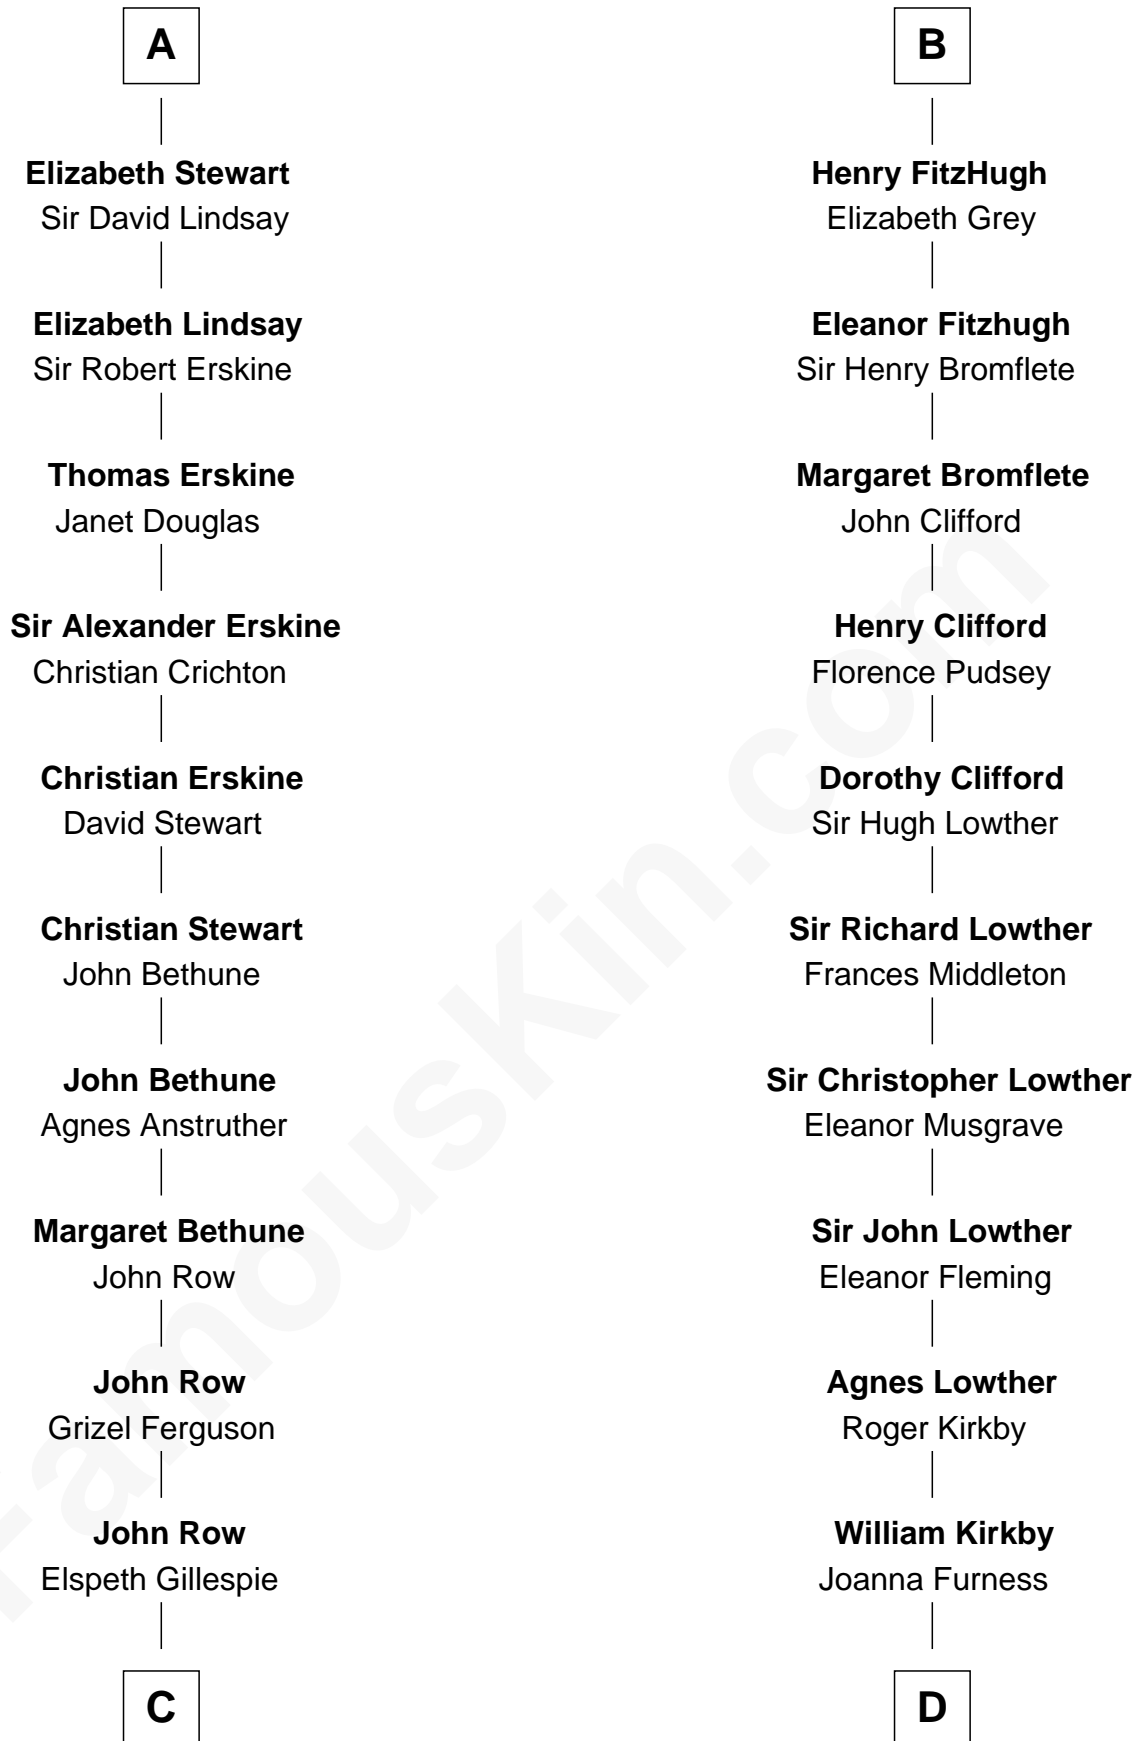 A
Elizabeth Stewart
Sir David Lindsay
Elizabeth Lindsay
Sir Robert Erskine
Thomas Erskine
Janet Douglas
Sir Alexander Erskine
Christian Crichton
Christian Erskine
David Stewart
Christian Stewart
John Bethune
John Bethune
Agnes Anstruther
Margaret Bethune
John Row
John Row
Grizel Ferguson
John Row
Elspeth Gillespie
C
B
Henry FitzHugh
Elizabeth Grey
Eleanor Fitzhugh
Sir Henry Bromflete
Margaret Bromflete
John Clifford
Henry Clifford
Florence Pudsey
Dorothy Clifford
Sir Hugh Lowther
Sir Richard Lowther
Frances Middleton
Sir Christopher Lowther
Eleanor Musgrave
Sir John Lowther
Eleanor Fleming
Agnes Lowther
Roger Kirkby
William Kirkby
Joanna Furness
D
FamousKin.com